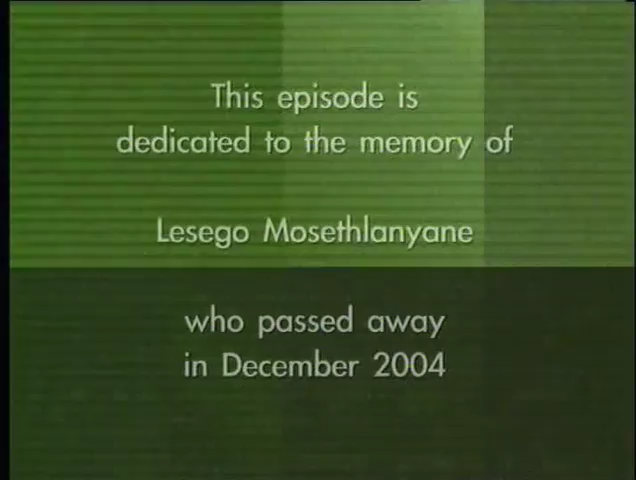 This episode is
dedicated to the memory of
Lesego Mosethlanyane
who passed away
in December 2004